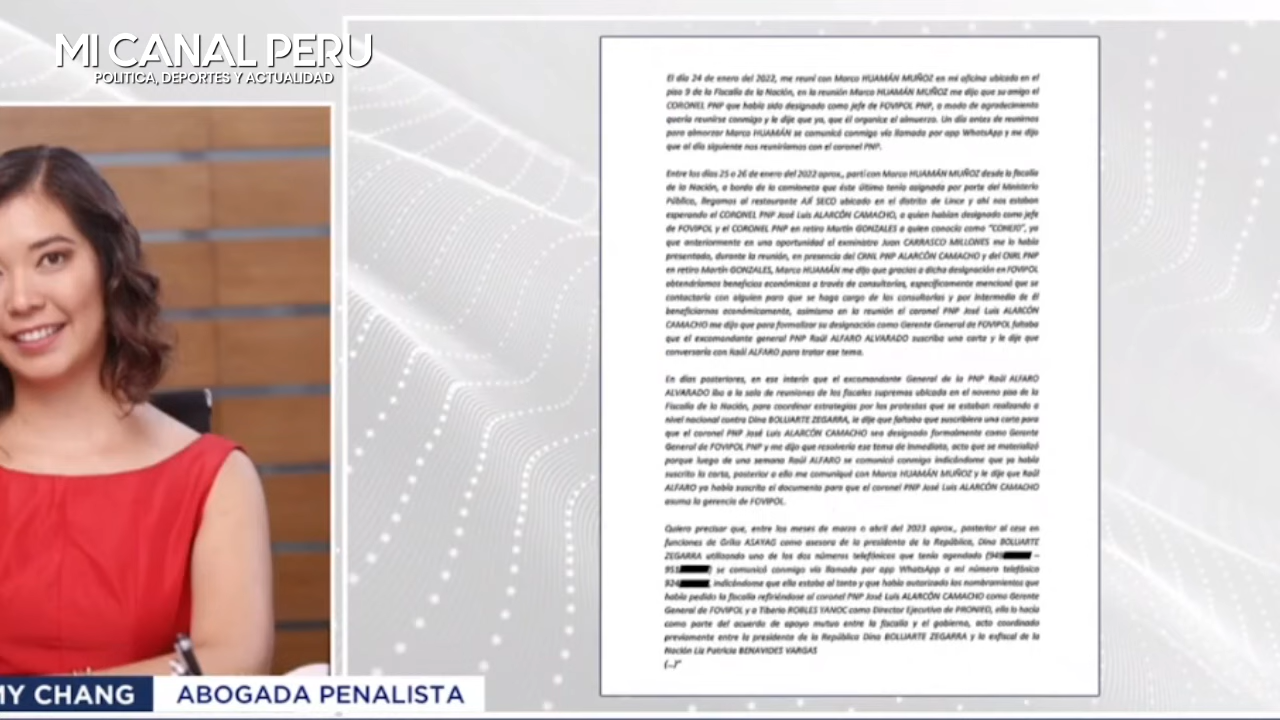 MI CANAL PERU
POLITICA, DEPORTES Y ACTUALIDAD
El día 24 de enero del 2022, me reuní con Marco HUAMÁN MUÑOZ en mi oficina ubicada en el
piso 9 de la Fiscalía de la Nación, en la reunión Marco HUAMÁN MUÑOZ me dijo que su amigo el
CORONEL PNP que había sido designado como jefe de FOVIPOL PNP, a modo de agradecimiento
quería reunirse conmigo y le dije que ya, que él organice el almuerzo. Un día antes de reunirnos
para almorzar Marco HUAMÁN se comunicó conmigo vía llamada por app WhatsApp y me dijo
que al día siguiente nos reuniríamos con el coronel PNP.
Entre los días 25 o 26 de enero del 2022 aprox., partí con Marco HUAMÁN MUÑOZ desde la fiscalía
de la Nación, a bordo de la camioneta que éste último tenía asignada por parte del Ministerio
Público, llegamos al restaurante AJÍ SECO ubicado en el distrito de Lince y ahí nos estaban
esperando el CORONEL PNP José Luis ALARCÓN CAMACHO, a quien habían designado como jefe
de FOVIPOL y el CORONEL PNP en retiro Martín GONZALES a quien conocía como "CONEJO", ya
que anteriormente en una oportunidad el exministro Juan CARRASCO MILLONES me lo había
presentado, durante la reunión, en presencia del CRNL PNP ALARCÓN CAMACHO y del CNRL PNP
en retiro Martín GONZALES, Marco HUAMÁN me dijo que gracias a dicha designación en FOVIPOL
obtendríamos beneficios económicos a través de consultorías, específicamente mencionó que se
contactaría con alguien para que se haga cargo de las consultorías y por intermedio de él
beneficiarnos económicamente, asimismo en la reunión el coronel PNP José Luis ALARCÓN
CAMACHO me dijo que para formalizar su designación como Gerente General de FOVIPOL faltaba
que el excomandante general PNP Raúl ALFARO ALVARADO suscriba una carta y le dije que
conversaría con Raúl ALFARO para tratar ese tema.
En días posteriores, en ese interín que el excomandante General de la PNP Raúl ALFARO
ALVARADO iba a la sala de reuniones de los fiscales supremos ubicada en el noveno piso de la
Fiscalía de la Nación, para coordinar estrategias por las protestas que se estaban realizando a
nivel nacional contra Dina BOLUARTE ZEGARRA, le dije que faltaba que suscribiera una carta para
que el coronel PNP José Luis ALARCÓN CAMACHO sea designado formalmente como Gerente
General de FOVIPOL PNP y me dijo que resolvería ese tema de inmediato, acto que se materializó
porque luego de una semana Raúl ALFARO se comunicó conmigo indicándome que ya había
suscrito la carta, posterior a ello me comuniqué con Marco HUAMÁN MUÑOZ y le dije que Raúl
ALFARO ya había suscrito el documento para que el coronel PNP José Luis ALARCÓN CAMACHO
asuma la gerencia de FOVIPOL.
Quiero precisar que, entre los meses de marzo o abril del 2023 aprox., posterior al cese en
funciones de Grika ASAYAG como asesora de la presidenta de la República, Dina BOLUARTE
ZEGARRA utilizando uno de los dos números telefónicos que tenía agendado (949 –
951 ) se comunicó conmigo vía llamada por app WhatsApp a mi número telefónico
924 , indicándome que ella estaba al tanto y que había autorizado los nombramientos que
había pedido la fiscalía refiriéndose al coronel PNP José Luis ALARCÓN CAMACHO como Gerente
General de FOVIPOL y a Tiberio ROBLES YANOC como Director Ejecutivo de PRONIED, ello lo hacía
como parte del acuerdo de apoyo mutuo entre la fiscalía y el gobierno, acto coordinado
previamente entre la presidenta de la República Dina BOLUARTE ZEGARRA y la exfiscal de la
Nación Liz Patricia BENAVIDES VARGAS
(...)"
MY CHANG
ABOGADA PENALISTA